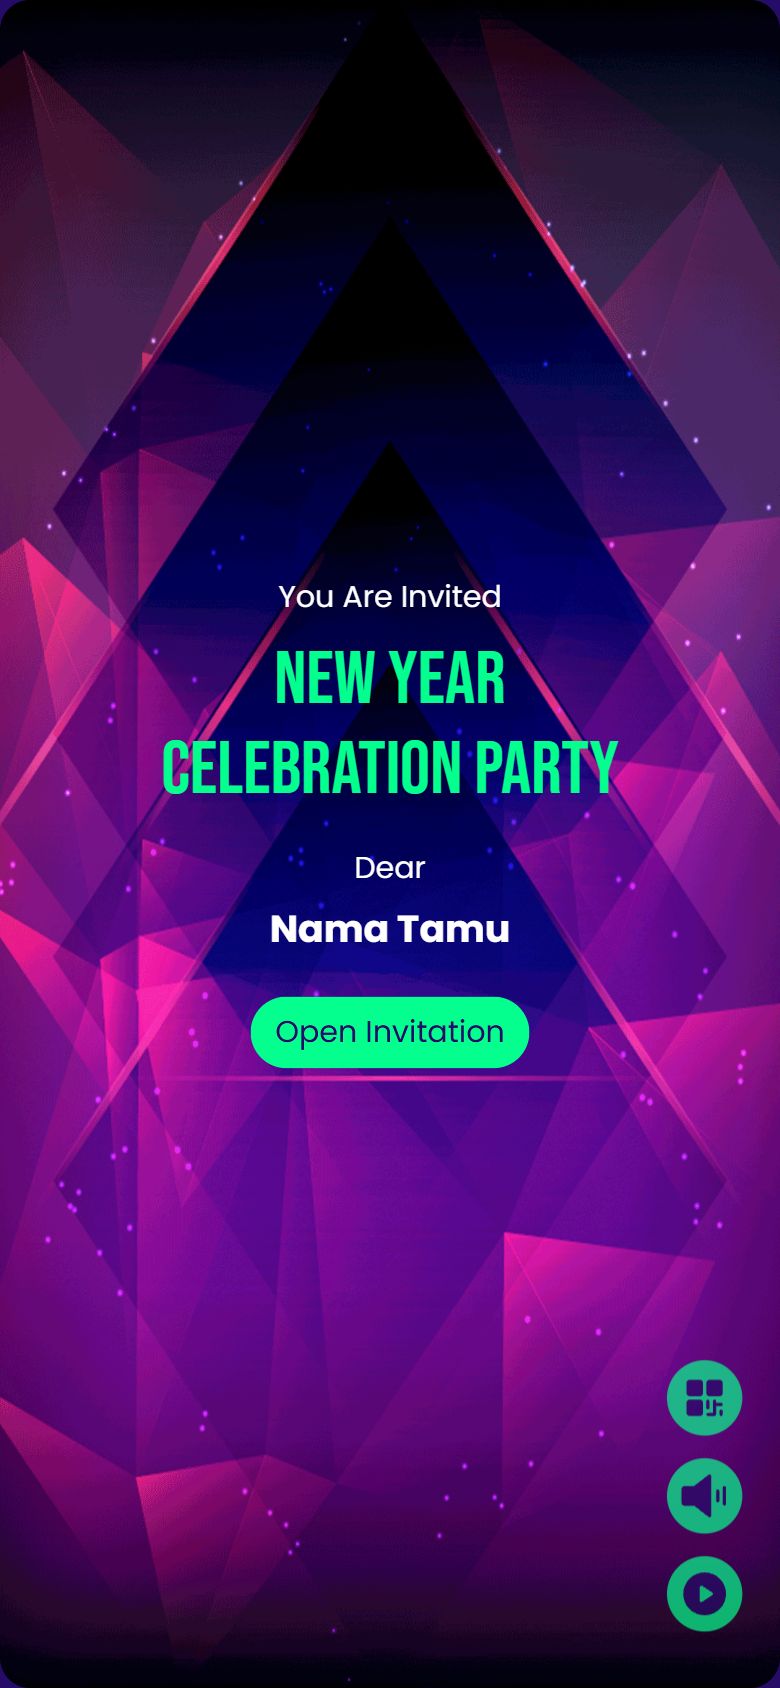 You Are Invited
NEW YEAR
CELEBRATION PARTY
Dear
Nama Tamu
Open Invitation